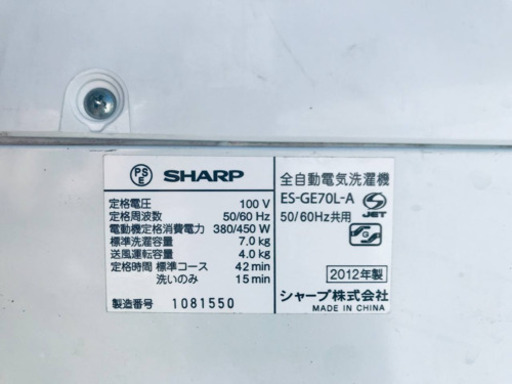 PS E SHARP
定格電圧 100 V
定格周波数 50/60 Hz
電動機定格消費電力 380/450 W
標準洗濯容量 7.0 kg
送風運転容量 4.0 kg
定格時間 標準コース 42 min
洗いのみ 15 min
製造番号 1081550
全自動電気洗濯機
ES-GE70L-A
50/60Hz共用
JET
2012年製
シャープ株式会社
MADE IN CHINA